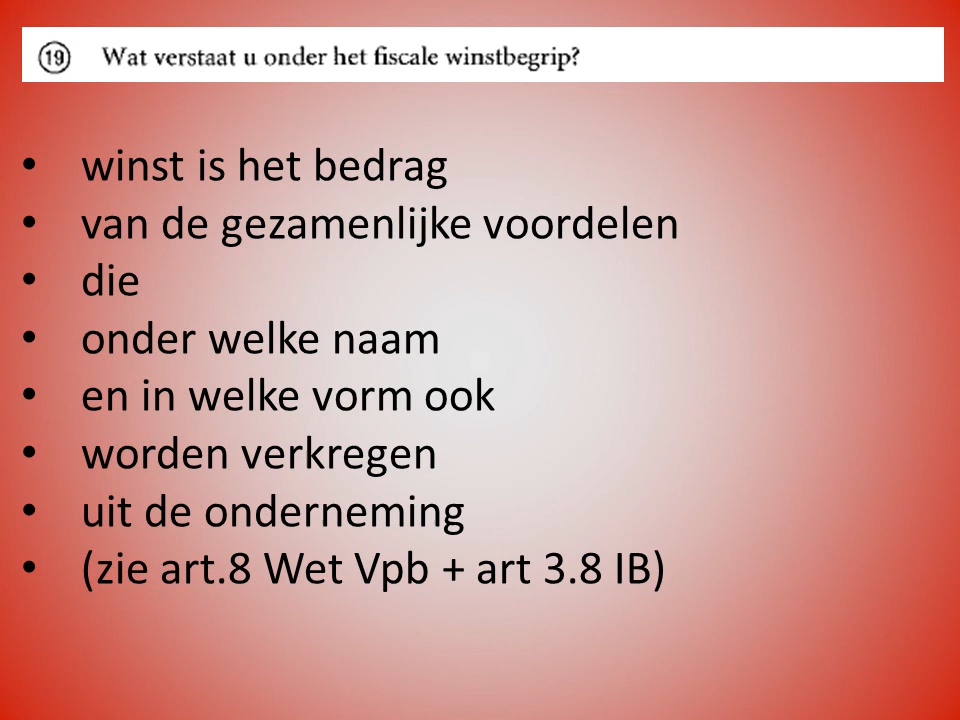 19 Wat verstaat u onder het fiscale winstbegrip?
• winst is het bedrag
• van de gezamenlijke voordelen
• die
• onder welke naam
• en in welke vorm ook
• worden verkregen
• uit de onderneming
• (zie art.8 Wet Vpb + art 3.8 IB)